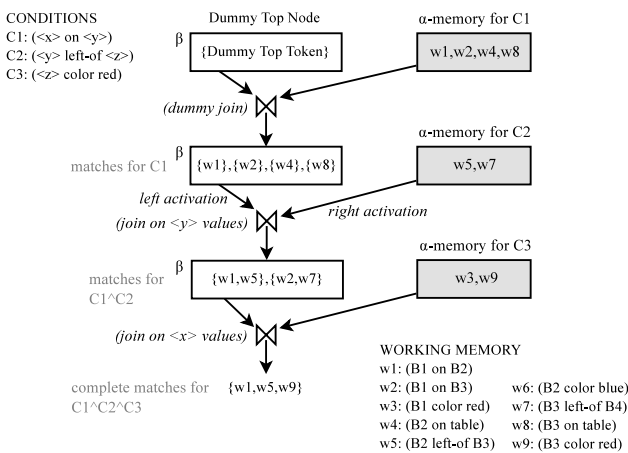 CONDITIONS
C1: (<x> on <y>)
C2: (<y> left-of <z>)
C3: (<z> color red)
Dummy Top Node
β
{Dummy Top Token}
α-memory for C1
w1,w2,w4,w8
(dummy join)
matches for C1
β
{w1},{w2},{w4},{w8}
α-memory for C2
w5,w7
left activation
right activation
(join on <y> values)
matches for
C1^C2
β
{w1,w5},{w2,w7}
α-memory for C3
w3,w9
(join on <x> values)
complete matches for
C1^C2^C3
{w1,w5,w9}
WORKING MEMORY
w1: (B1 on B2)
w2: (B1 on B3)
w3: (B1 color red)
w4: (B2 on table)
w5: (B2 left-of B3)
w6: (B2 color blue)
w7: (B3 left-of B4)
w8: (B3 on table)
w9: (B3 color red)